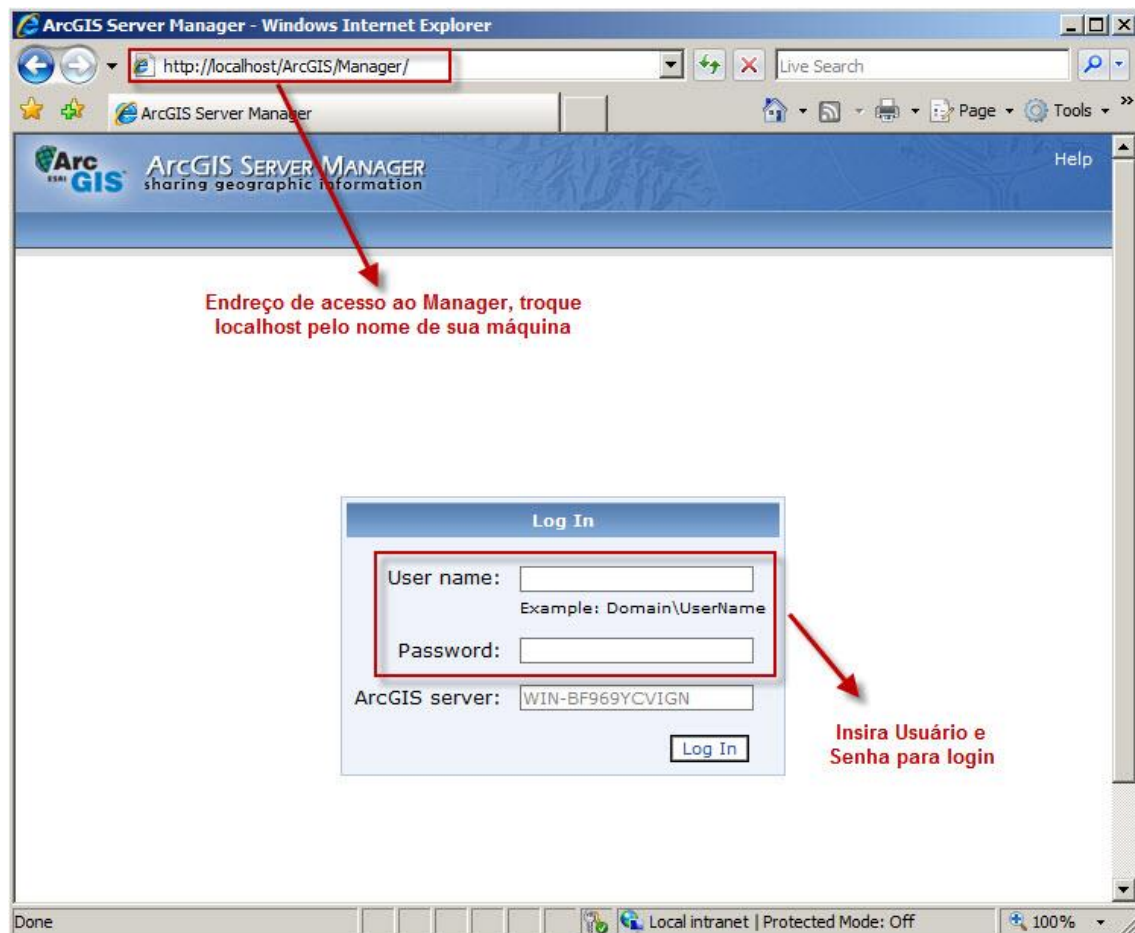 ArcGIS Server Manager - Windows Internet Explorer
http://localhost/ArcGIS/Manager/
Live Search
ArcGIS Server Manager
Page
Tools
Arc
ESRI GIS
ArcGIS Server Manager
sharing geographic information
Help
Endreço de acesso ao Manager, troque
localhost pelo nome de sua máquina
Log In
User name:
Example: Domain\UserName
Password:
ArcGIS server: WIN-BF969YCVIGN
Log In
Insira Usuário e
Senha para login
Done
Local intranet | Protected Mode: Off
100%